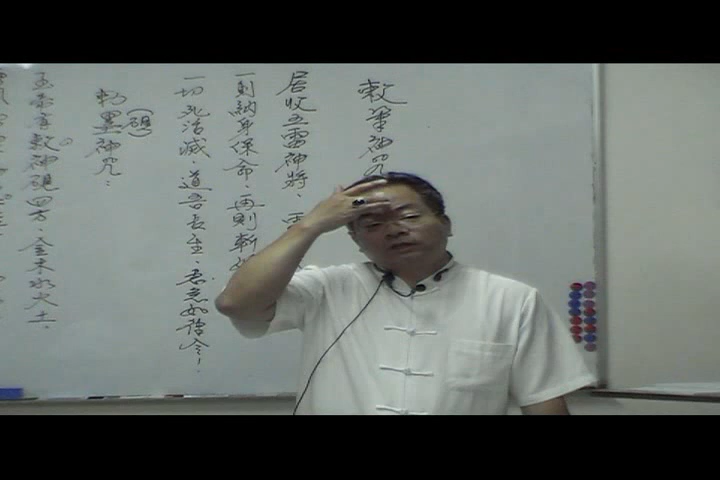 敕筆神咒
居收五雷神將、
一則納身保命、再則斬
一切死活滅、道吾長生、急急如律令！
(硯)
勅墨神咒：
玉帝有敕神硯四方、金木水火土、